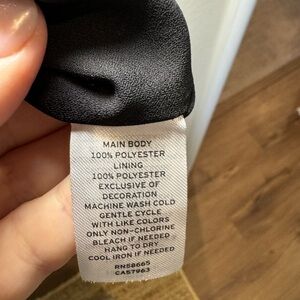 MAIN BODY
100% POLYESTER
LINING
100% POLYESTER
EXCLUSIVE OF
DECORATION
MACHINE WASH COLD
GENTLE CYCLE
WITH LIKE COLORS
ONLY NON-CHLORINE
BLEACH IF NEEDED
HANG TO DRY
COOL IRON IF NEEDED
RN58665
CA57963